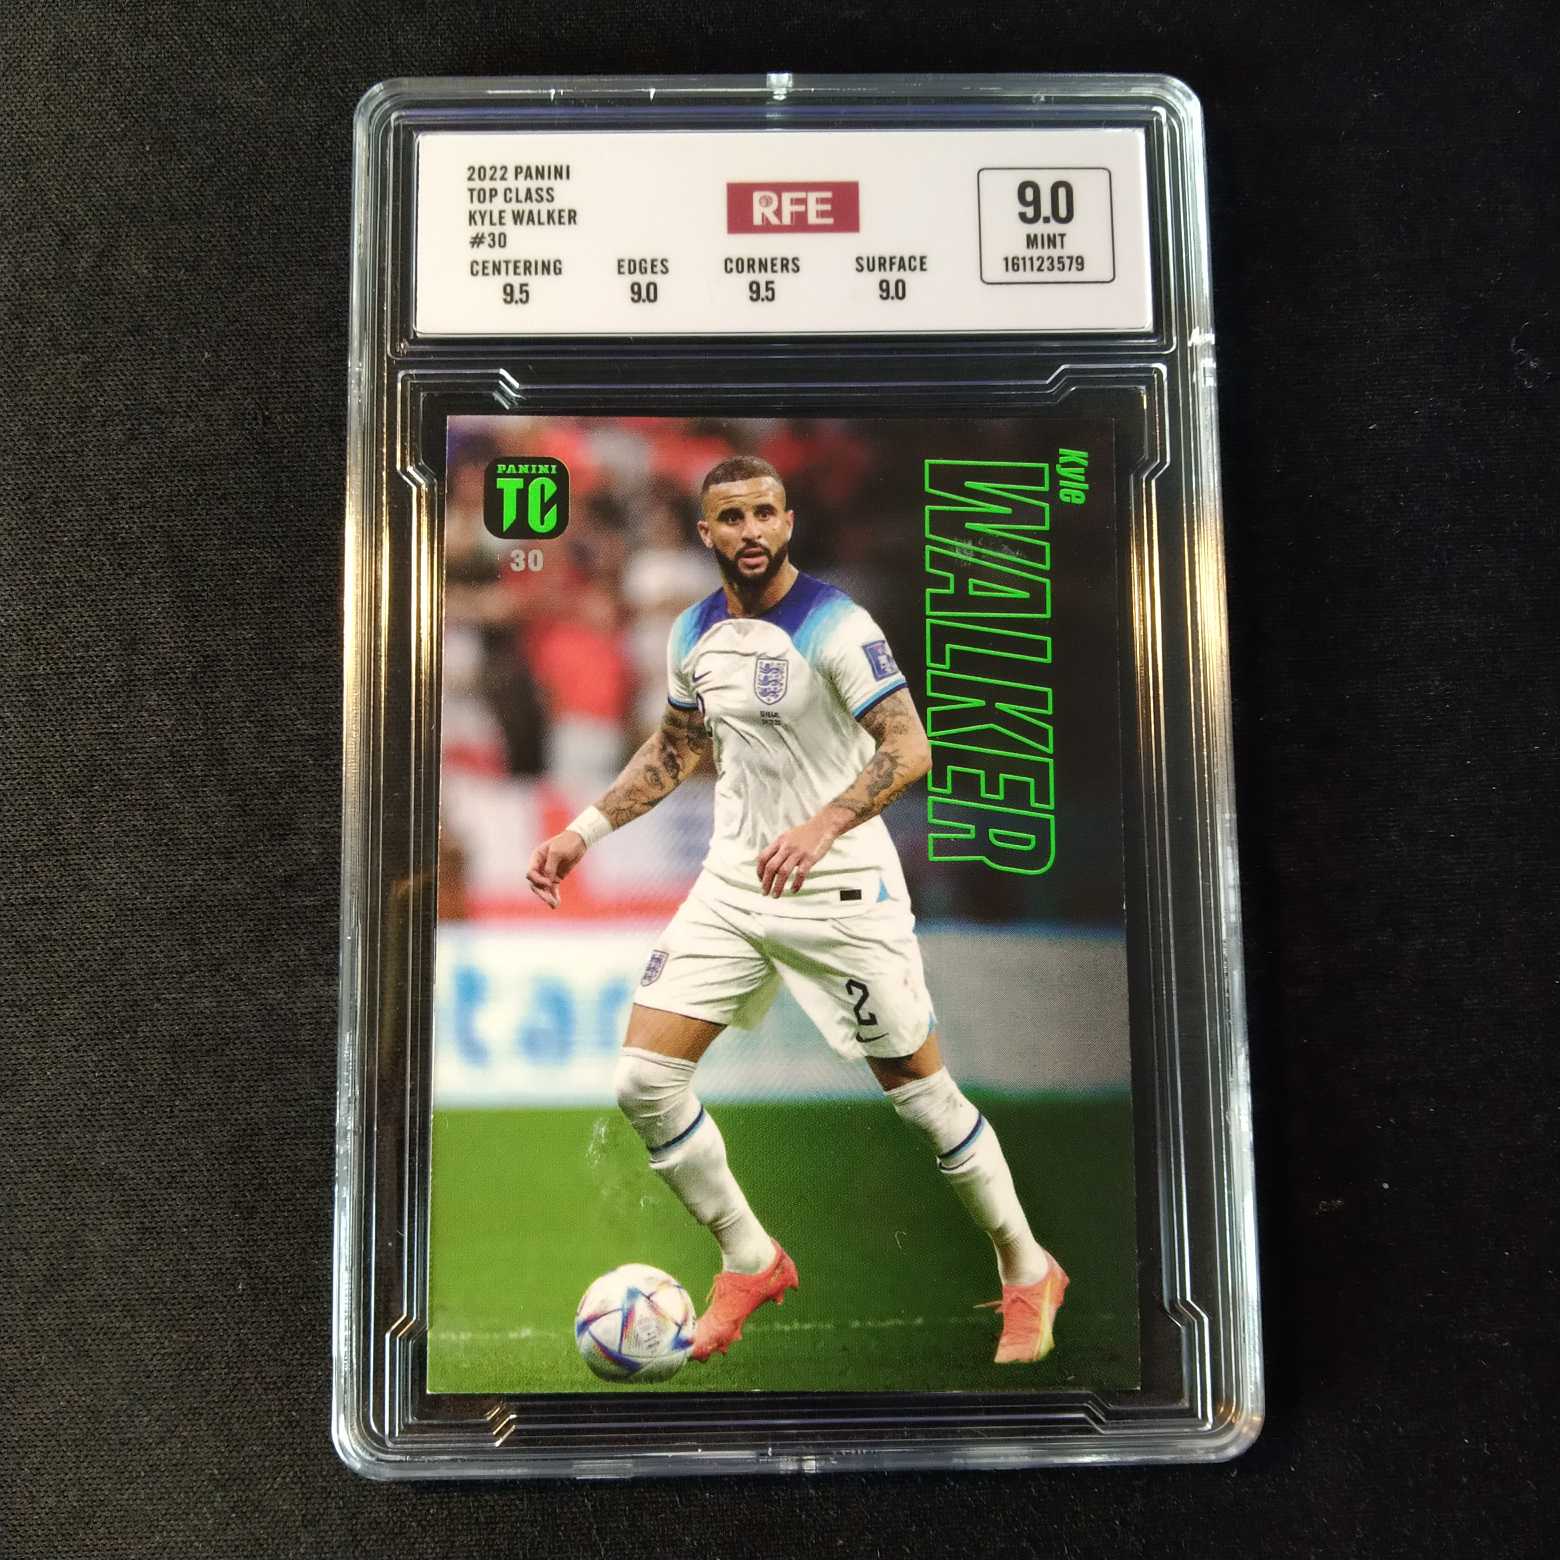 2022 PANINI
TOP CLASS
KYLE WALKER
#30
RFE
9.0
MINT
161123579
CENTERING EDGES CORNERS SURFACE
9.5 9.0 9.5 9.0
PANINI
TC
30
Kyle
WALKER
2
tar